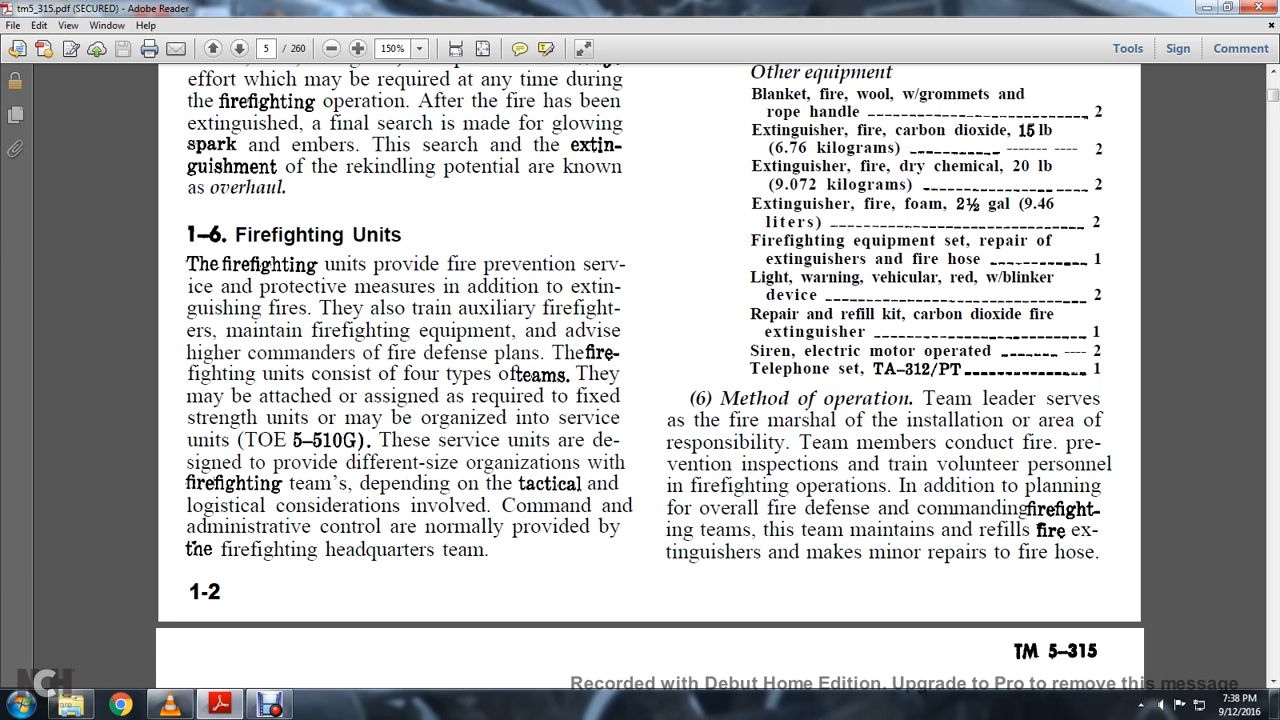 tm5_315.pdf (SECURED) - Adobe Reader
File Edit View Window Help
5 / 260 150% Tools Sign Comment
effort which may be required at any time during
the firefighting operation. After the fire has been
extinguished, a final search is made for glowing
spark and embers. This search and the extin-
guishment of the rekindling potential are known
as overhaul.
1–6. Firefighting Units
The firefighting units provide fire prevention serv-
ice and protective measures in addition to extin-
guishing fires. They also train auxiliary firefight-
ers, maintain firefighting equipment, and advise
higher commanders of fire defense plans. The fire-
fighting units consist of four types of teams. They
may be attached or assigned as required to fixed
strength units or may be organized into service
units (TOE 5–510G). These service units are de-
signed to provide different-size organizations with
firefighting team's, depending on the tactical and
logistical considerations involved. Command and
administrative control are normally provided by
the firefighting headquarters team.
1-2
Other equipment
Blanket, fire, wool, w/grommets and
rope handle 2
Extinguisher, fire, carbon dioxide, 15 lb
(6.76 kilograms) 2
Extinguisher, fire, dry chemical, 20 lb
(9.072 kilograms) 2
Extinguisher, fire, foam, 2½ gal (9.46
liters) 2
Firefighting equipment set, repair of
extinguishers and fire hose 1
Light, warning, vehicular, red, w/blinker
device 2
Repair and refill kit, carbon dioxide fire
extinguisher 1
Siren, electric motor operated 2
Telephone set, TA–312/PT 1
(6) Method of operation. Team leader serves
as the fire marshal of the installation or area of
responsibility. Team members conduct fire. pre-
vention inspections and train volunteer personnel
in firefighting operations. In addition to planning
for overall fire defense and commanding firefight-
ing teams, this team maintains and refills fire ex-
tinguishers and makes minor repairs to fire hose.
TM 5–315
NCH
Recorded with Debut Home Edition. Upgrade to Pro to remove this message
7:38 PM
9/12/2016